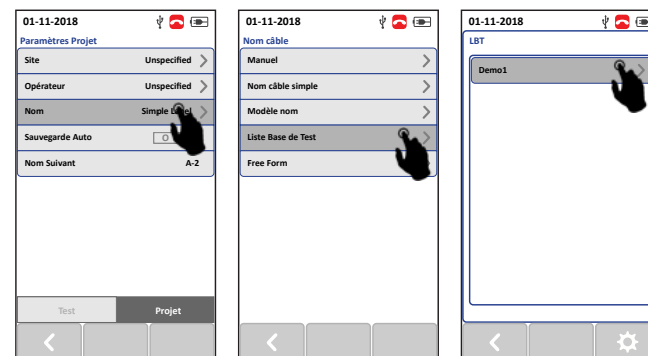 01-11-2018
Paramètres Projet
Site Unspecified
Opérateur Unspecified
Nom Simple
Sauvegarde Auto
Nom Suivant A-2
Test Projet
01-11-2018
Nom câble
Manuel
Nom câble simple
Modèle nom
Liste Base de Test
Free Form
01-11-2018
LBT
Demo1